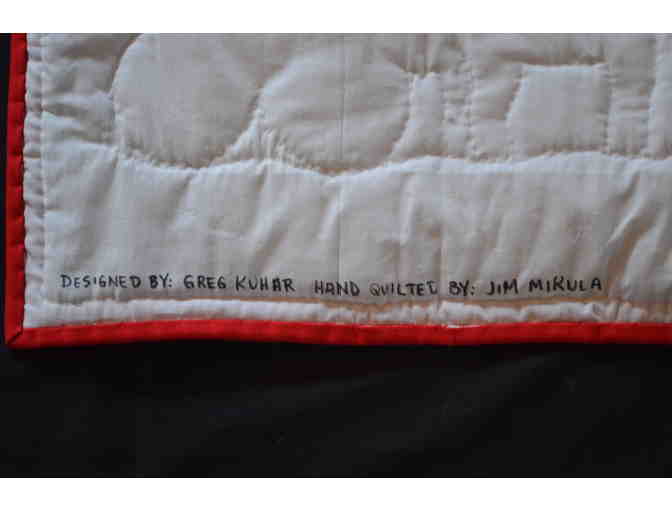 DESIGNED BY: GREG KUHAR HAND QUILTED BY: JIM MIKULA